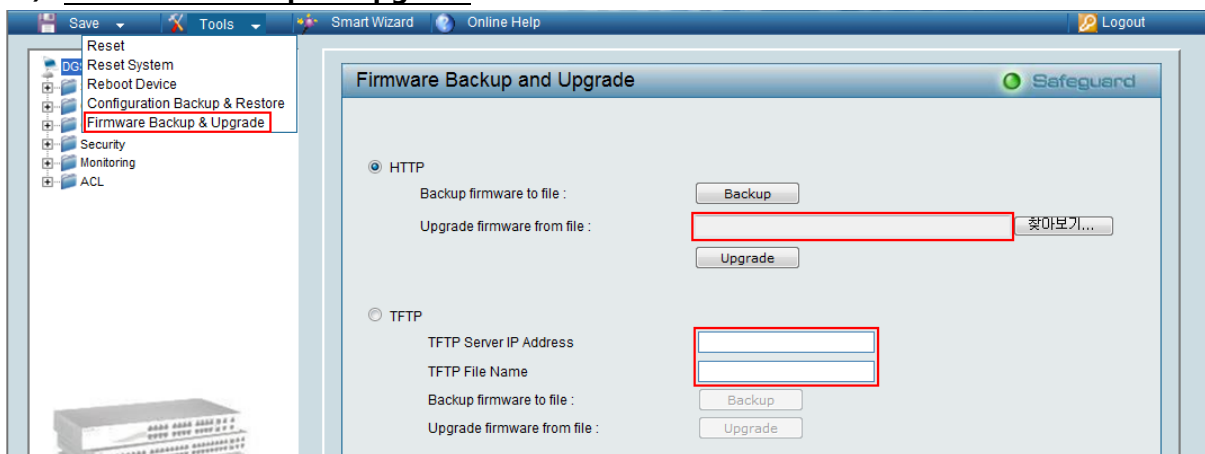 Save Tools Smart Wizard Online Help Logout
Reset
Reset System
Reboot Device
Configuration Backup & Restore
Firmware Backup & Upgrade
Security
Monitoring
ACL
Firmware Backup and Upgrade Safeguard
HTTP
Backup firmware to file : Backup
Upgrade firmware from file : 찾아보기...
Upgrade
TFTP
TFTP Server IP Address
TFTP File Name
Backup firmware to file : Backup
Upgrade firmware from file : Upgrade